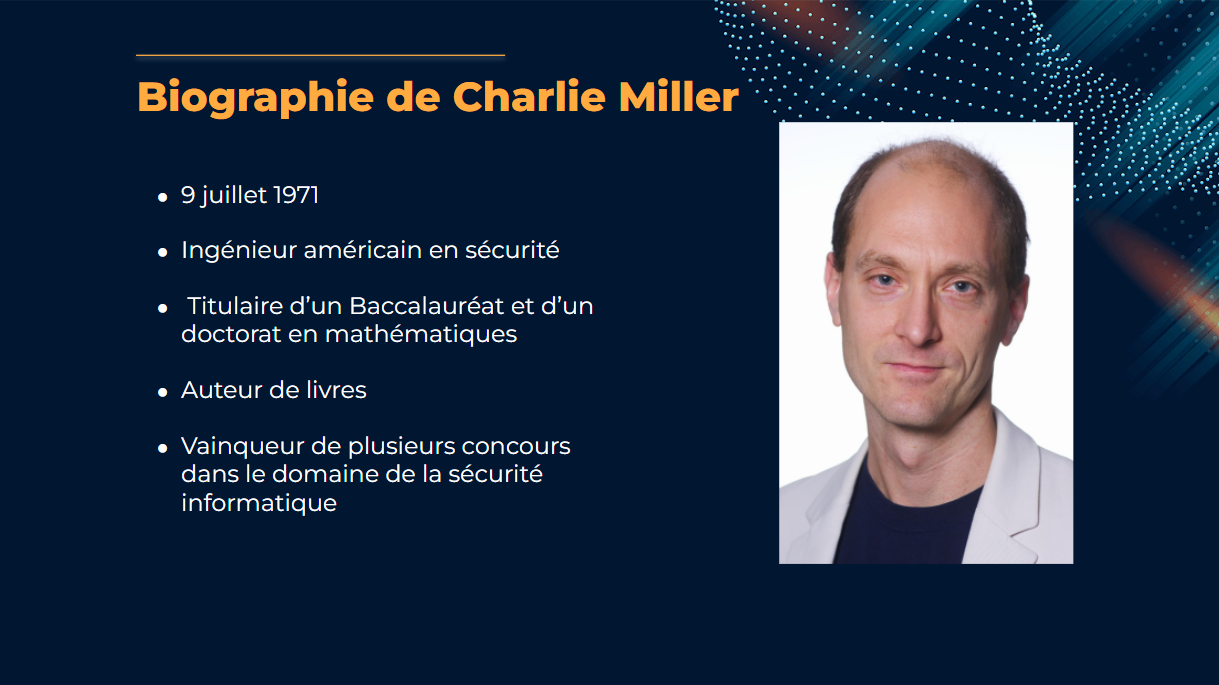 Biographie de Charlie Miller
● 9 juillet 1971
● Ingénieur américain en sécurité
● Titulaire d’un Baccalauréat et d’un
doctorat en mathématiques
● Auteur de livres
● Vainqueur de plusieurs concours
dans le domaine de la sécurité
informatique